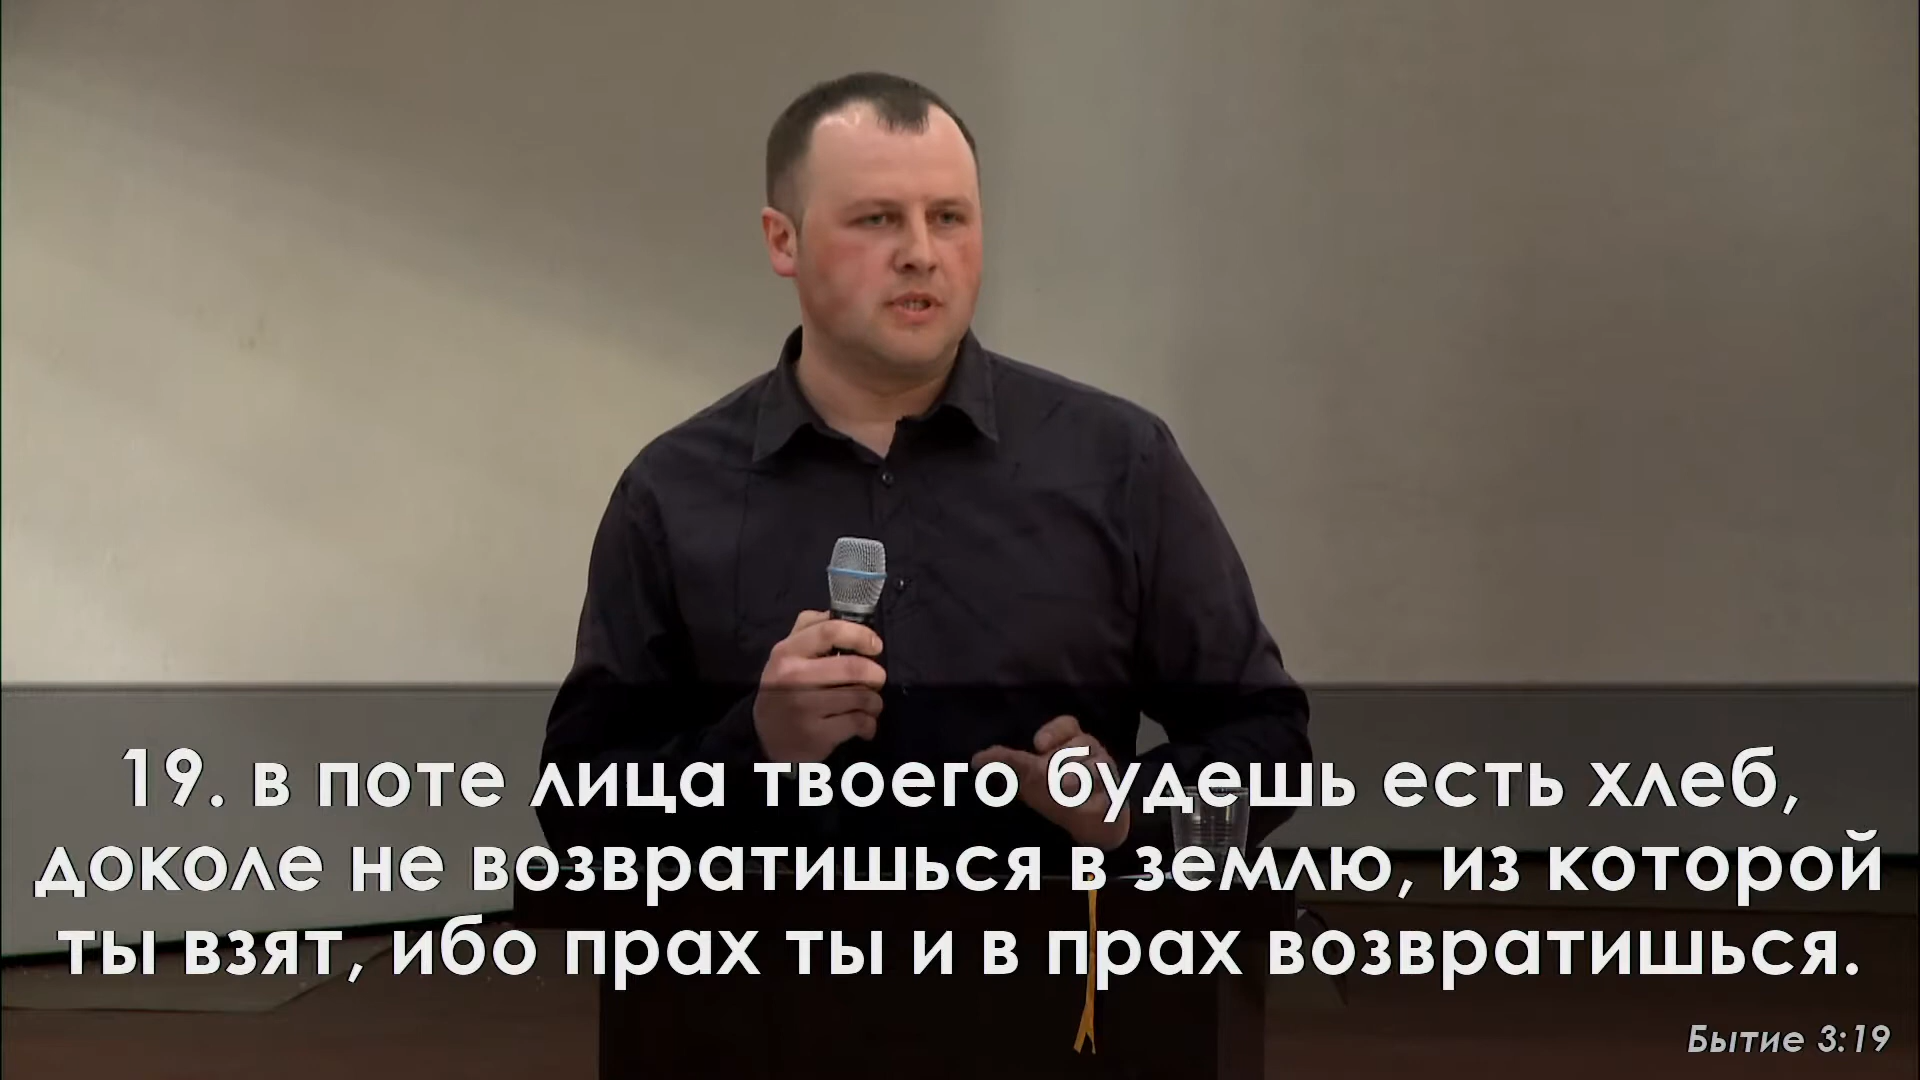 19. в поте лица твоего будешь есть хлеб,
доколе не возвратишься в землю, из которой
ты взят, ибо прах ты и в прах возвратишься.
Бытие 3:19